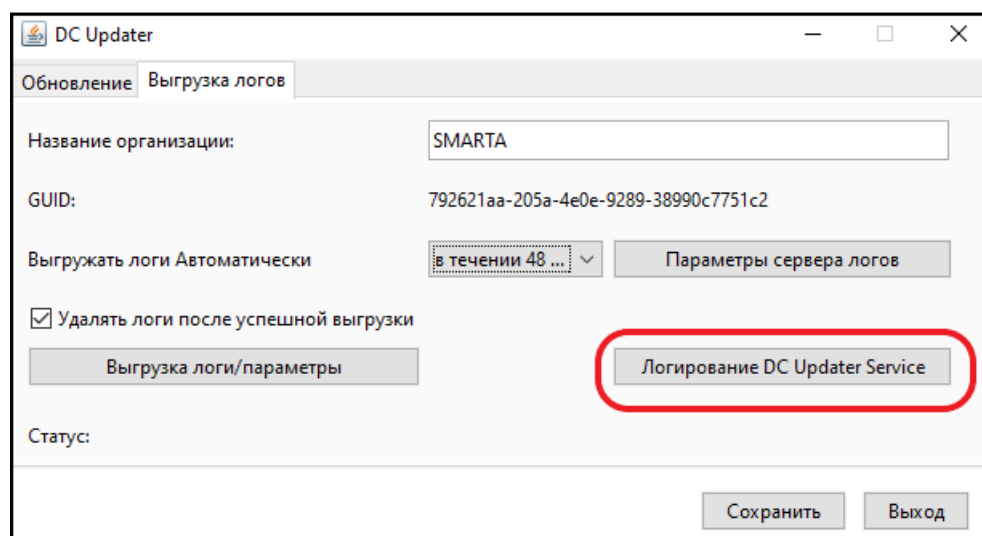 DC Updater
Обновление Выгрузка логов
Название организации: SMARTA
GUID: 792621aa-205a-4e0e-9289-38990c7751c2
Выгружать логи Автоматически в течении 48 ... Параметры сервера логов
Удалять логи после успешной выгрузки
Выгрузка логи/параметры Логирование DC Updater Service
Статус:
Сохранить Выход